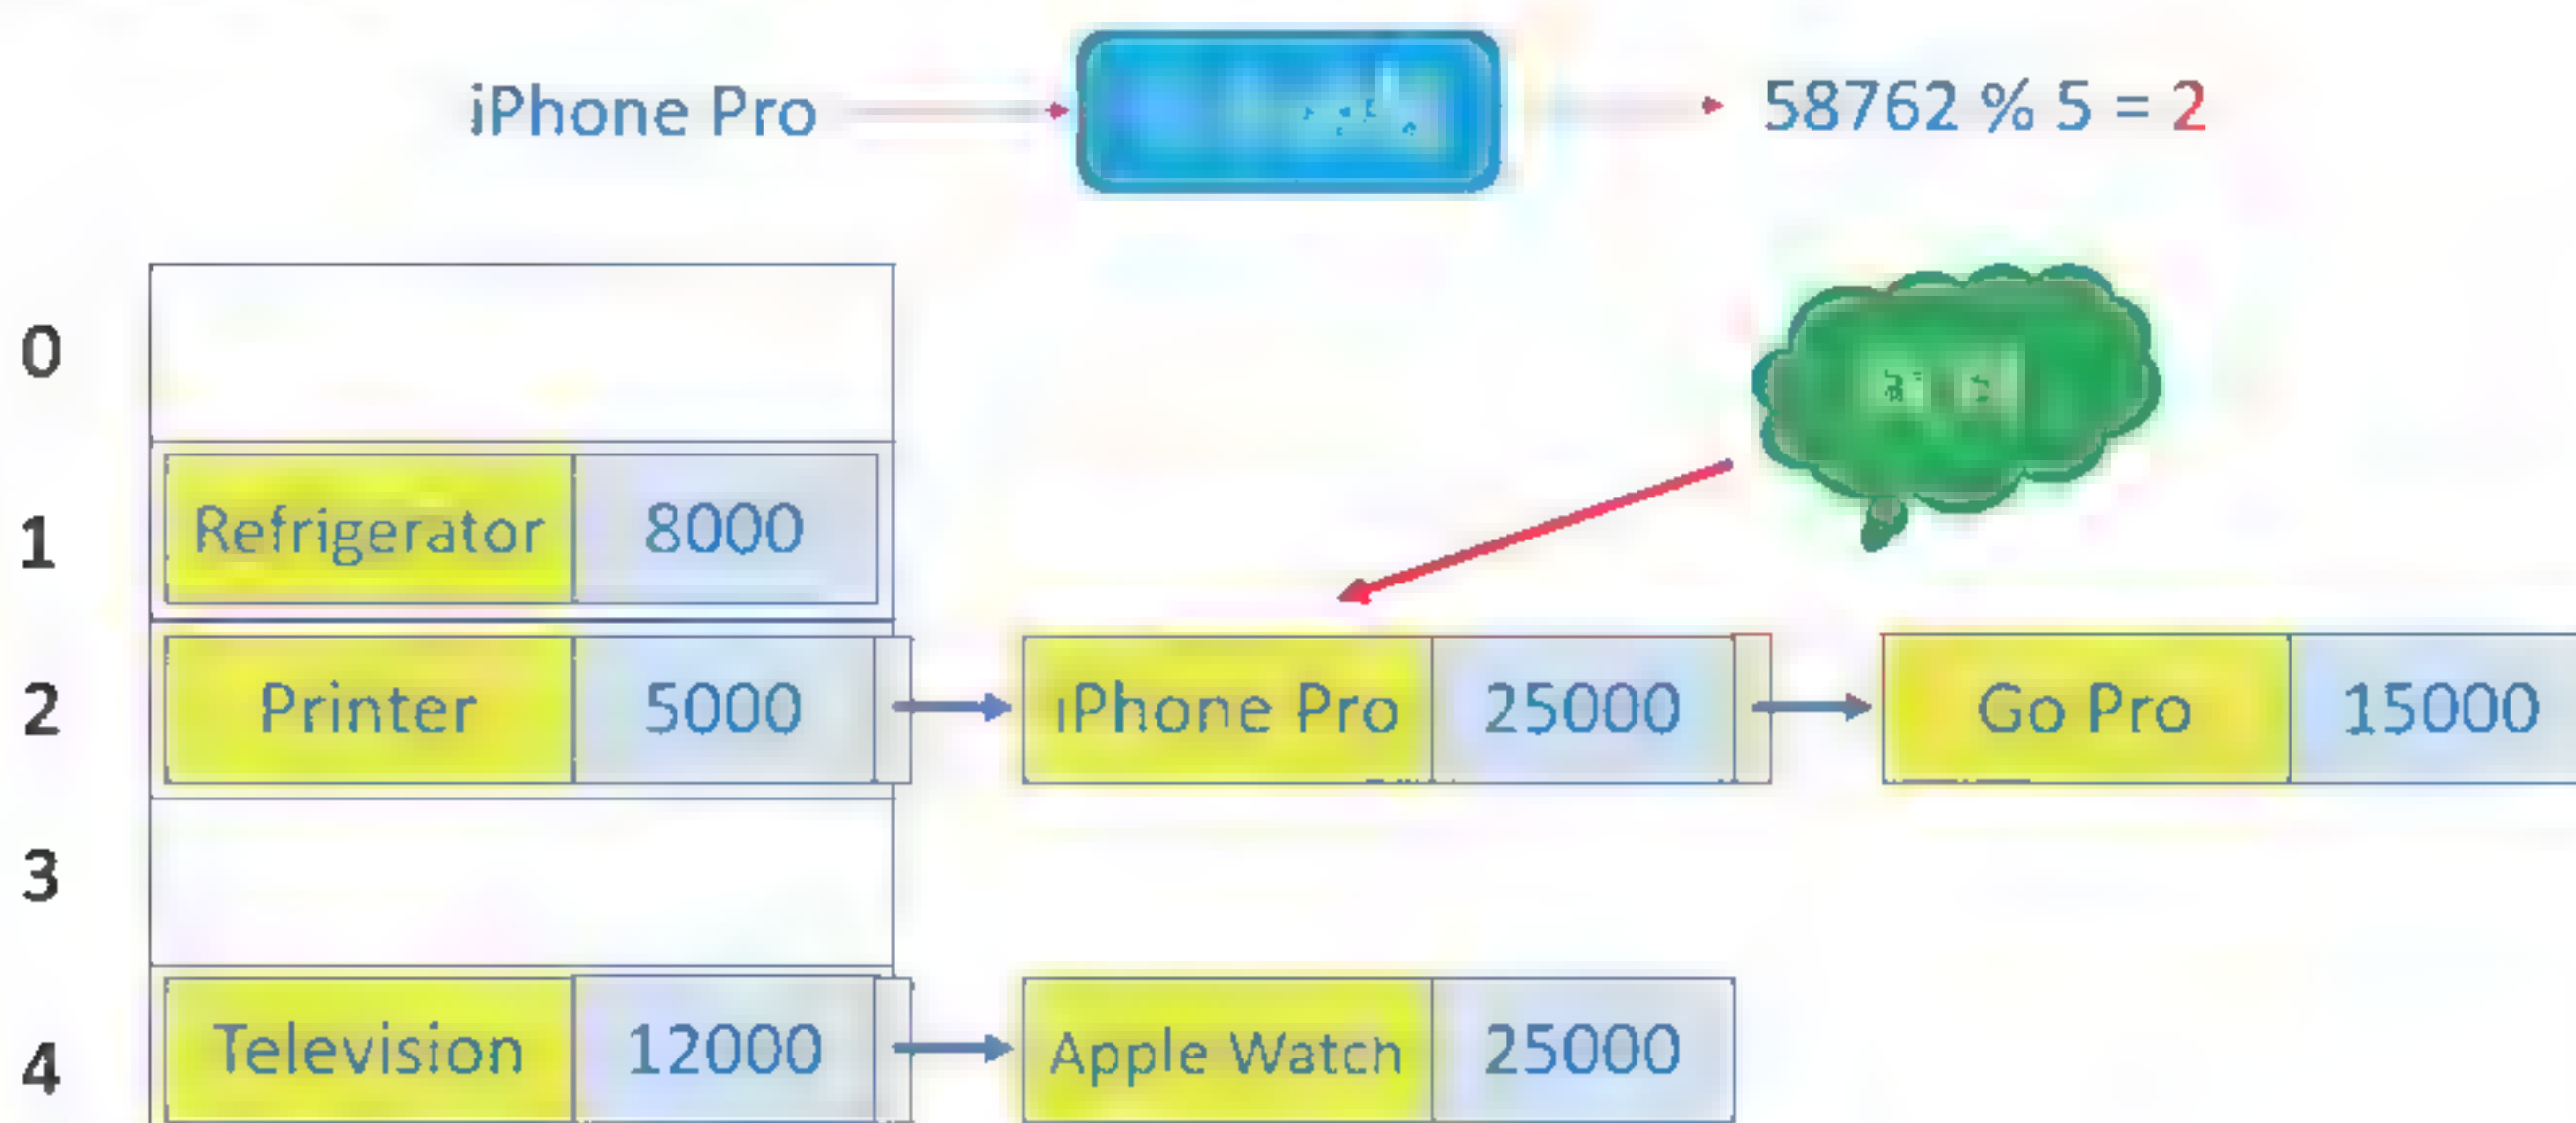 iPhone Pro
58762 % 5 = 2
0
1 Refrigerator 8000
2 Printer 5000 iPhone Pro 25000 Go Pro 15000
3
4 Television 12000 Apple Watch 25000